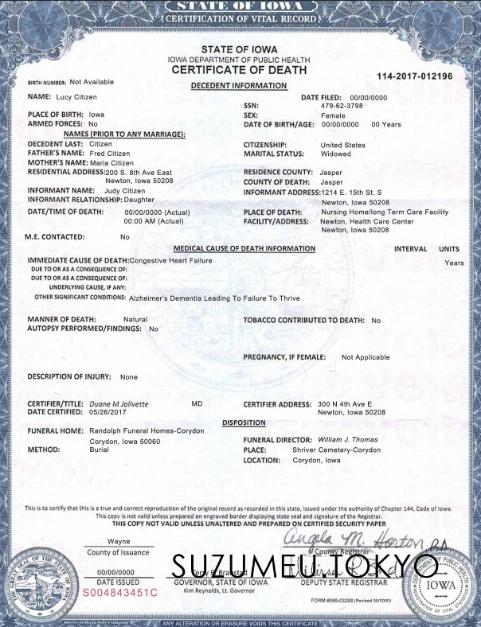 STATE OF IOWA
CERTIFICATION OF VITAL RECORD
STATE OF IOWA
IOWA DEPARTMENT OF PUBLIC HEALTH
CERTIFICATE OF DEATH
114-2017-012196
BIRTH NUMBER: Not Available
DECEDENT INFORMATION
NAME: Lucy Citizen
DATE FILED: 00/00/0000
SSN: 479-62-3798
PLACE OF BIRTH: Iowa
SEX: Female
ARMED FORCES: No
DATE OF BIRTH/AGE: 00/00/0000 00 Years
NAMES (PRIOR TO ANY MARRIAGE):
DECEDENT LAST: Citizen
CITIZENSHIP: United States
FATHER'S NAME: Fred Citizen
MARITAL STATUS: Widowed
MOTHER'S NAME: Maria Citizen
RESIDENTIAL ADDRESS: 200 S. 8th Ave East
RESIDENCE COUNTY: Jasper
Newton, Iowa 50208
COUNTY OF DEATH: Jasper
INFORMANT NAME: Judy Citizen
INFORMANT ADDRESS: 1214 E. 15th St. S
INFORMANT RELATIONSHIP: Daughter
Newton, Iowa 50208
DATE/TIME OF DEATH: 00/00/0000 (Actual)
PLACE OF DEATH: Nursing Home/long Term Care Facility
00:00 AM (Actual)
FACILITY/ADDRESS: Newton, Health Care Center
Newton, Iowa 50208
M.E. CONTACTED: No
MEDICAL CAUSE OF DEATH INFORMATION
INTERVAL UNITS
IMMEDIATE CAUSE OF DEATH: Congestive Heart Failure
Years
DUE TO OR AS A CONSEQUENCE OF:
DUE TO OR AS A CONSEQUENCE OF:
UNDERLYING CAUSE, IF ANY:
OTHER SIGNIFICANT CONDITIONS: Alzheimer's Dementia Leading To Failure To Thrive
MANNER OF DEATH: Natural
TOBACCO CONTRIBUTED TO DEATH: No
AUTOPSY PERFORMED/FINDINGS: No
PREGNANCY, IF FEMALE: Not Applicable
DESCRIPTION OF INJURY: None
CERTIFIER/TITLE: Duane M Jolivette MD
CERTIFIER ADDRESS: 300 N 4th Ave E
DATE CERTIFIED: 05/26/2017
Newton, Iowa 50208
DISPOSITION
FUNERAL HOME: Randolph Funeral Homes-Corydon
Corydon, Iowa 50060
FUNERAL DIRECTOR: William J. Thomas
METHOD: Burial
PLACE: Shriver Cemetery-Corydon
LOCATION: Corydon, Iowa
This is to certify that this is a true and correct reproduction of the original record as recorded in this state, issued under the authority of Chapter 144, Code of Iowa.
This copy is not valid unless prepared on engraved border displaying state seal and signature of the Registrar.
THIS COPY NOT VALID UNLESS UNALTERED AND PREPARED ON CERTIFIED SECURITY PAPER
Wayne
Angela M. Horton
County of Issuance
County Registrar
SUZUMEU.TOKYO
00/00/0000
DATE ISSUED
GOVERNOR, STATE OF IOWA
DEPUTY STATE REGISTRAR
S004843451C
Kim Reynolds, Lt. Governor
IOWA
ANY ALTERATION OR ERASURE VOIDS THIS CERTIFICATE